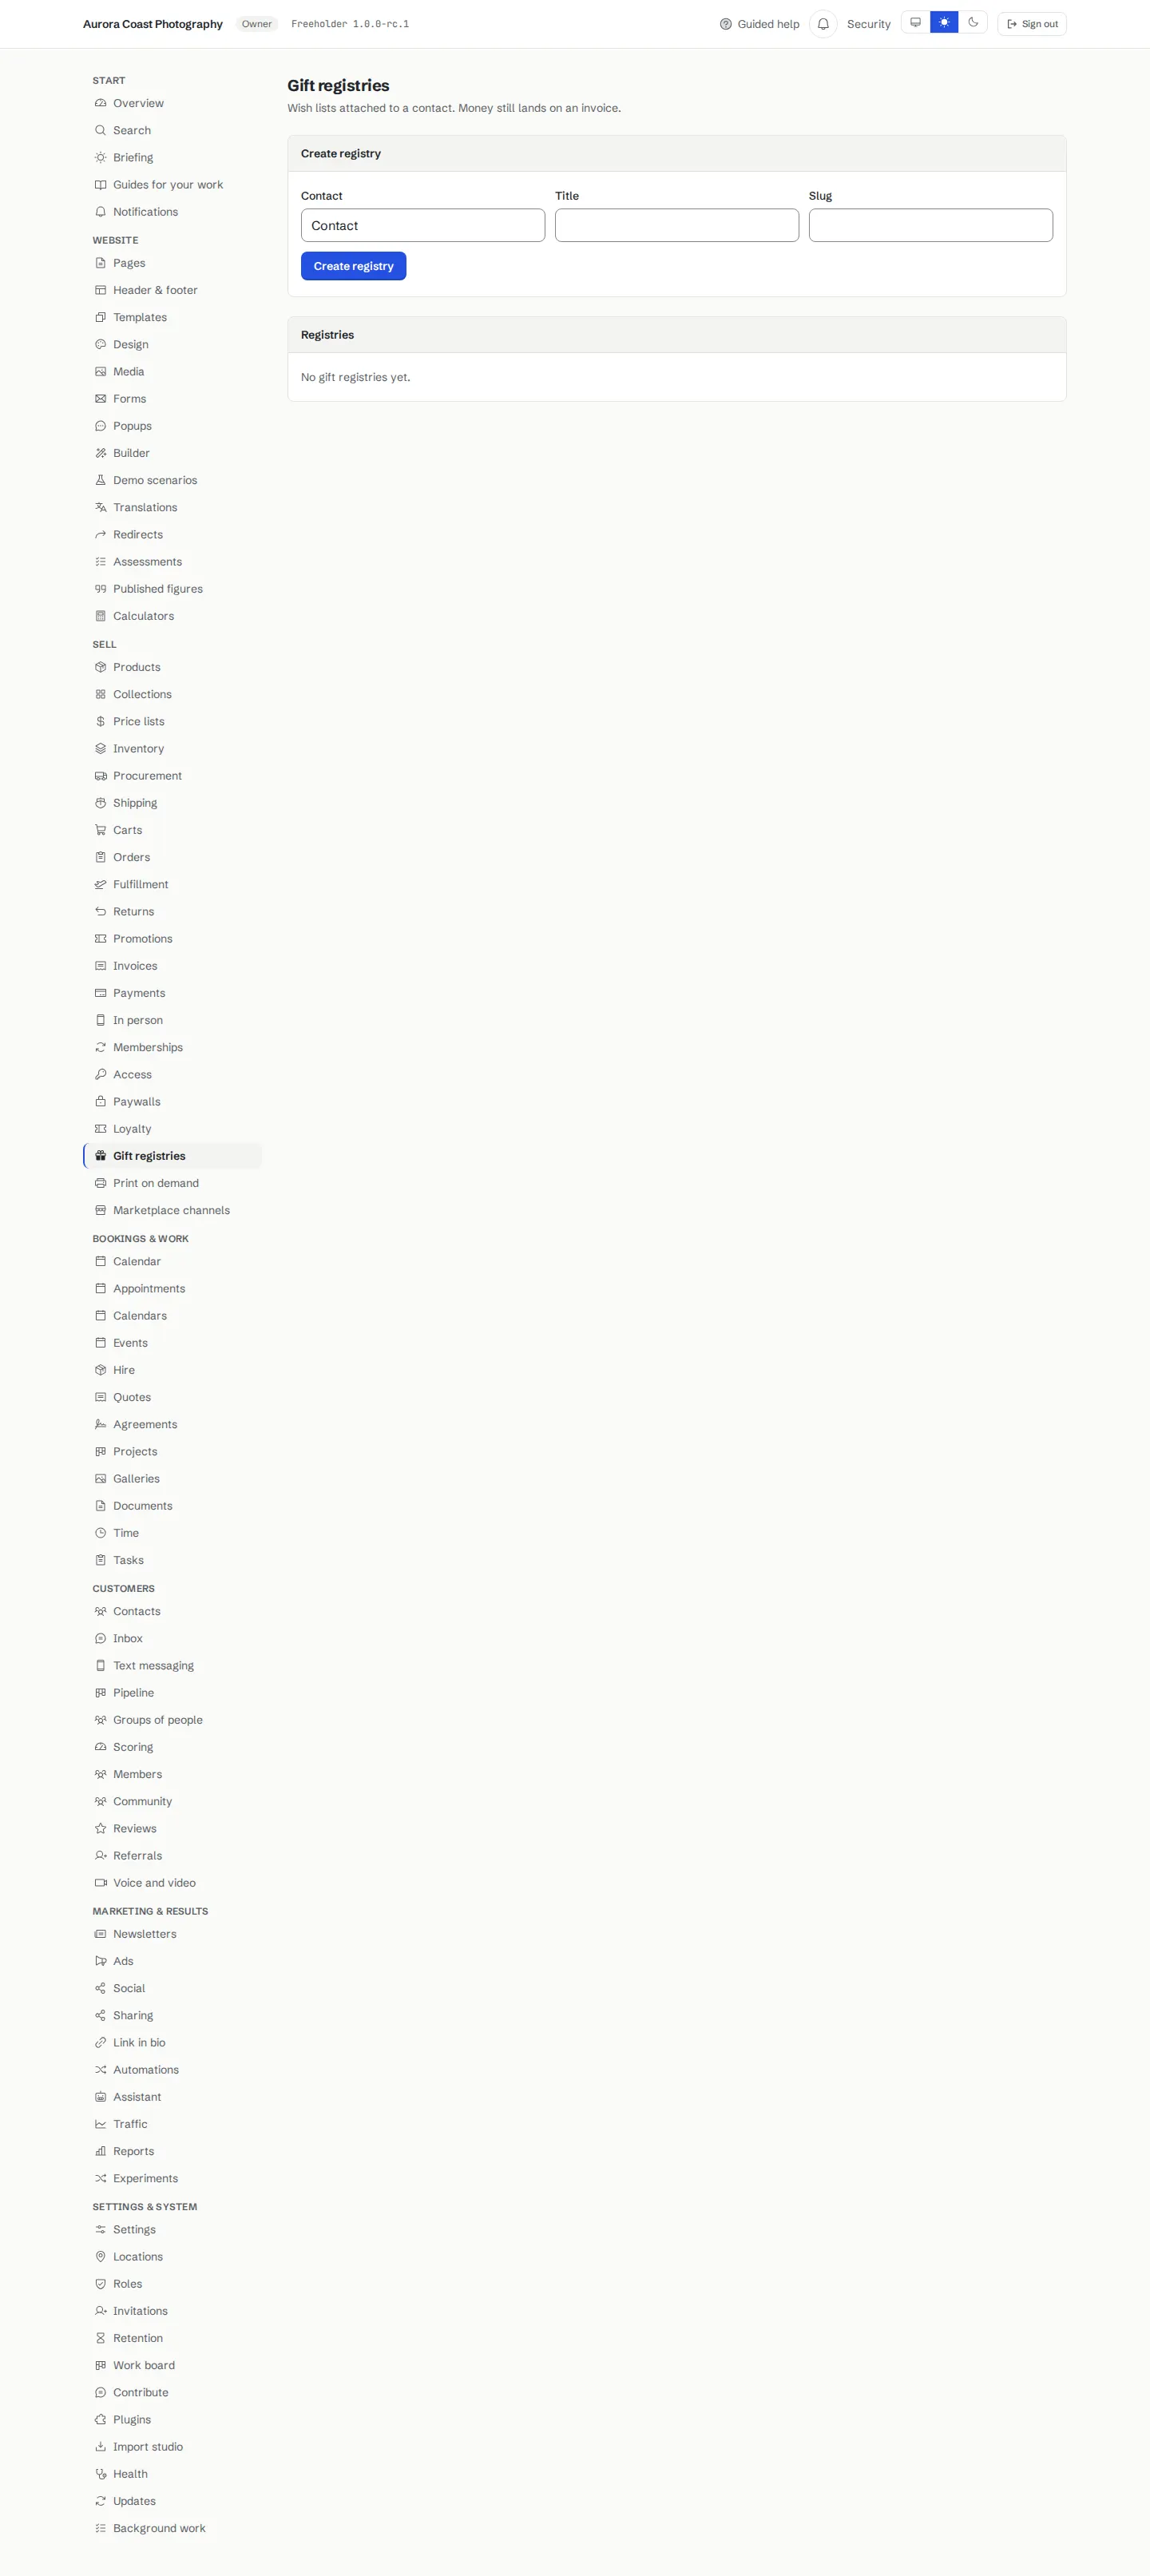 Aurora Coast Photography Owner Freeholder 1.0.0-rc.1 Guided help Security Sign out
START
Overview
Search
Briefing
Guides for your work
Notifications
WEBSITE
Pages
Header & footer
Templates
Design
Media
Forms
Popups
Builder
Demo scenarios
Translations
Redirects
Assessments
Published figures
Calculators
SELL
Products
Collections
Price lists
Inventory
Procurement
Shipping
Carts
Orders
Fulfillment
Returns
Promotions
Invoices
Payments
In person
Memberships
Access
Paywalls
Loyalty
Gift registries
Print on demand
Marketplace channels
BOOKINGS & WORK
Calendar
Appointments
Calendars
Events
Hire
Quotes
Agreements
Projects
Galleries
Documents
Time
Tasks
CUSTOMERS
Contacts
Inbox
Text messaging
Pipeline
Groups of people
Scoring
Members
Community
Reviews
Referrals
Voice and video
MARKETING & RESULTS
Newsletters
Ads
Social
Sharing
Link in bio
Automations
Assistant
Traffic
Reports
Experiments
SETTINGS & SYSTEM
Settings
Locations
Roles
Invitations
Retention
Work board
Contribute
Plugins
Import studio
Health
Updates
Background work
Gift registries
Wish lists attached to a contact. Money still lands on an invoice.
Create registry
Contact Title Slug
Contact
Create registry
Registries
No gift registries yet.